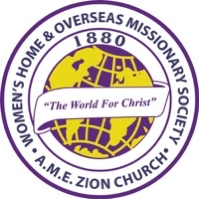 WOMEN'S HOME & OVERSEAS MISSIONARY SOCIETY
1880
"The World For Christ"
• A.M.E. ZION CHURCH •